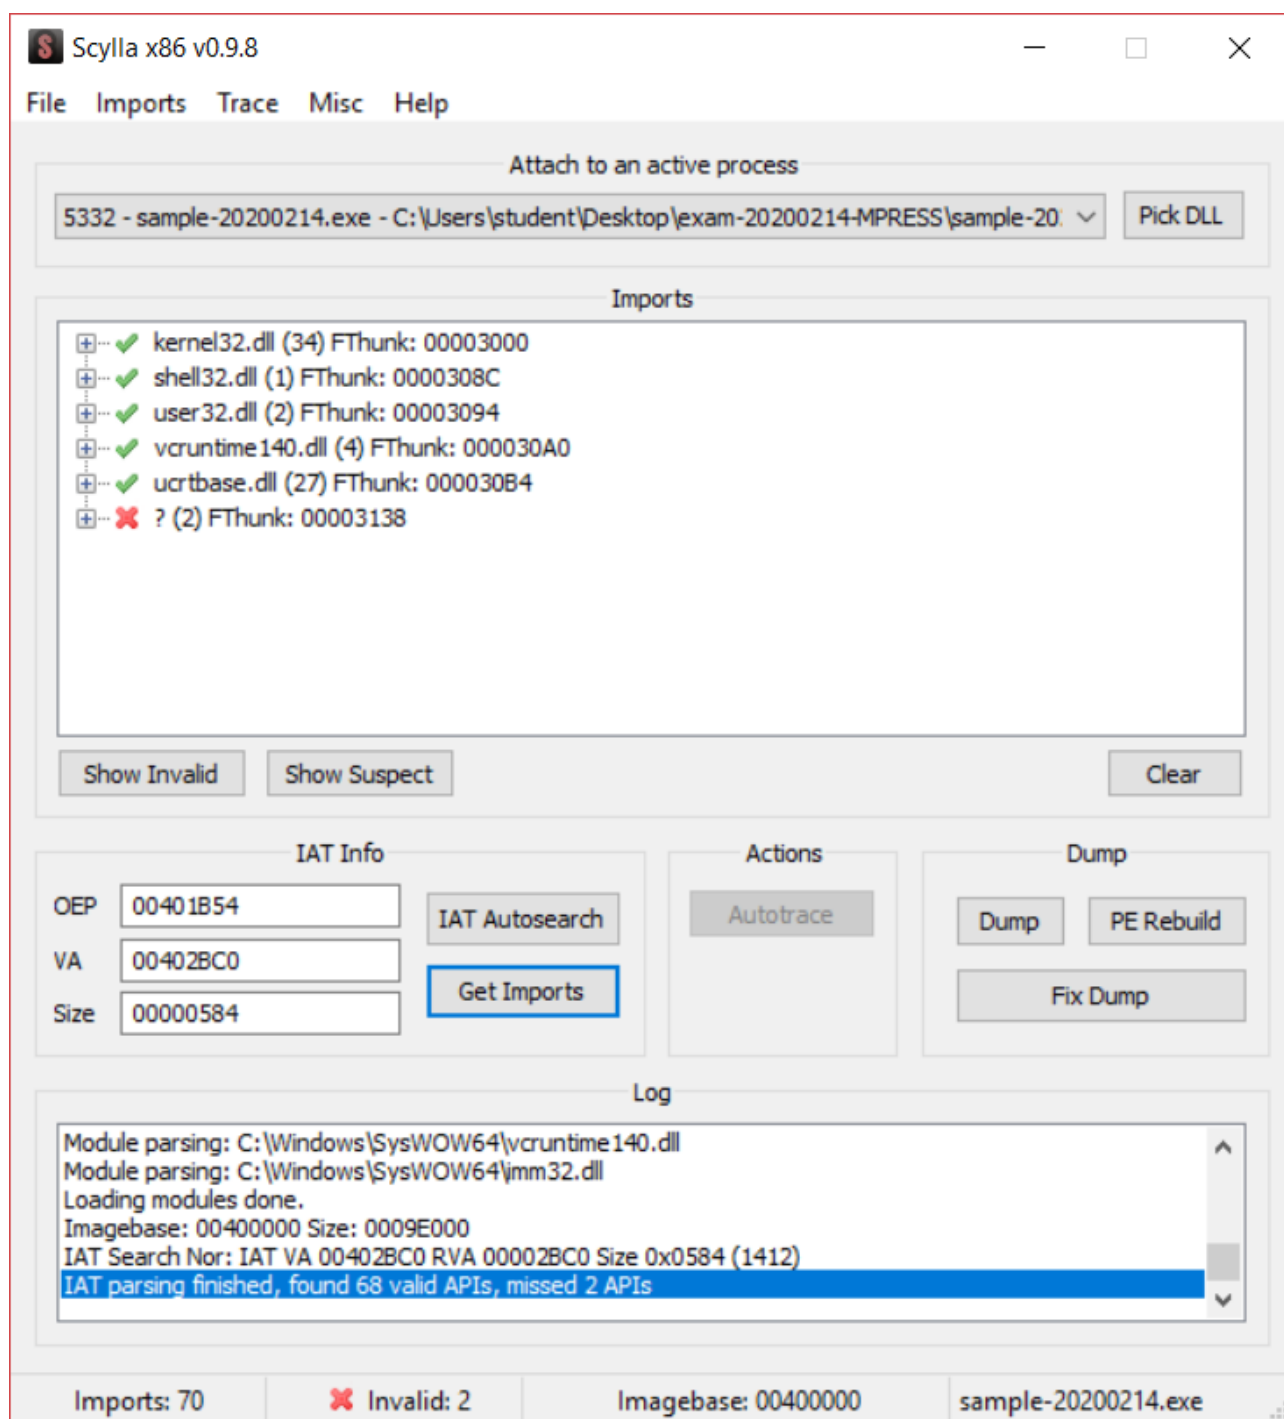 Scylla x86 v0.9.8
File Imports Trace Misc Help
Attach to an active process
5332 - sample-20200214.exe - C:\Users\student\Desktop\exam-20200214-MPRESS\sample-20
Pick DLL
Imports
kernel32.dll (34) FThunk: 00003000
shell32.dll (1) FThunk: 0000308C
user32.dll (2) FThunk: 00003094
vcruntime140.dll (4) FThunk: 000030A0
ucrtbase.dll (27) FThunk: 000030B4
? (2) FThunk: 00003138
Show Invalid Show Suspect Clear
IAT Info
OEP 00401B54
VA 00402BC0
Size 00000584
IAT Autosearch
Get Imports
Actions
Autotrace
Dump
Dump PE Rebuild
Fix Dump
Log
Module parsing: C:\Windows\SysWOW64\vcruntime140.dll
Module parsing: C:\Windows\SysWOW64\imm32.dll
Loading modules done.
Imagebase: 00400000 Size: 0009E000
IAT Search Nor: IAT VA 00402BC0 RVA 00002BC0 Size 0x0584 (1412)
IAT parsing finished, found 68 valid APIs, missed 2 APIs
Imports: 70 Invalid: 2 Imagebase: 00400000 sample-20200214.exe